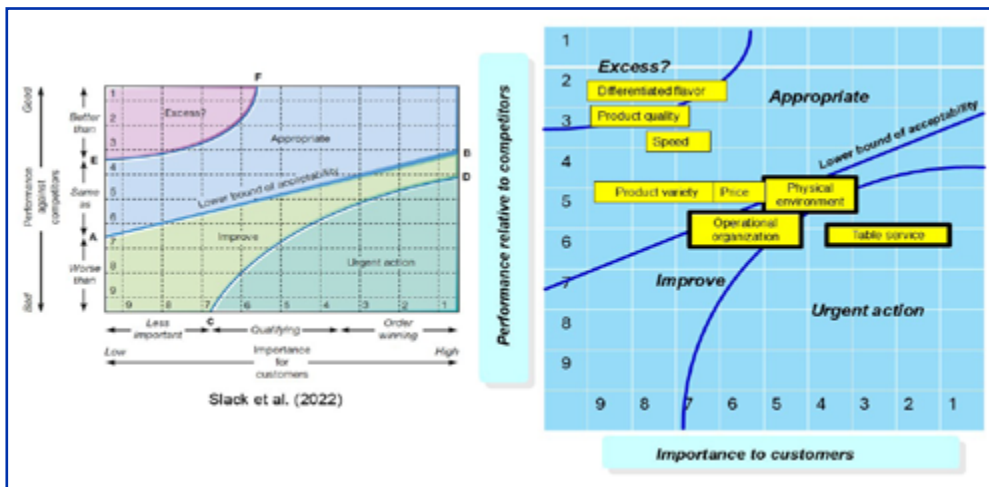 F
Good
Bad
Performance
against
competitors
Better
than
Same
as
Worse
than
1
2
3
4
5
6
7
8
9
E
A
B
D
C
Excess?
Appropriate
Lower bound of acceptability
Improve
Urgent action
9 8 7 6 5 4 3 2 1
Less
important
Qualifying
Order
winning
Low
Importance
for
customers
High
Slack et al. (2022)
Performance relative to competitors
1
2
3
4
5
6
7
8
9
Excess?
Differentiated flavor
Product quality
Speed
Appropriate
Lower bound of acceptability
Product variety
Price
Physical
environment
Operational
organization
Table service
Improve
Urgent action
9 8 7 6 5 4 3 2 1
Importance to customers